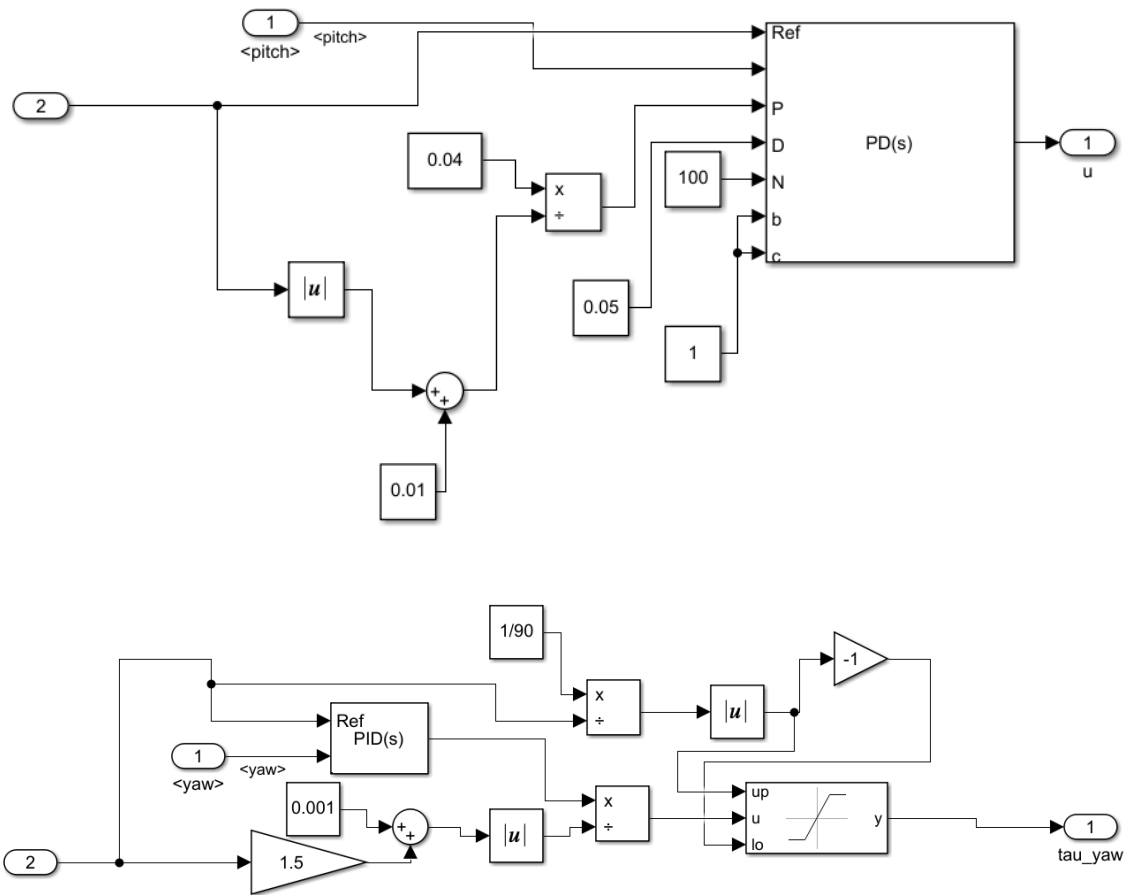 1
<pitch>
<pitch>
Ref
2
P
0.04
D
PD(s)
1
x
100
N
u
÷
b
c
|u|
0.05
1
+
+
0.01
1/90
-1
x
÷
|u|
Ref
PID(s)
1
<yaw>
<yaw>
0.001
x
÷
up
u
y
lo
+
+
|u|
1
tau_yaw
2
1.5